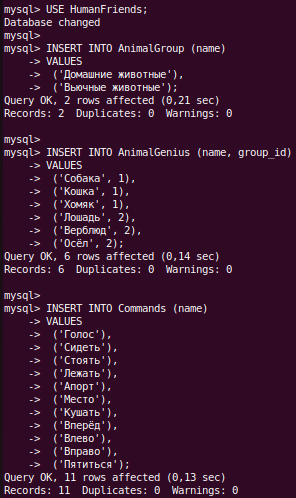 mysql> USE HumanFriends;
Database changed
mysql>
mysql> INSERT INTO AnimalGroup (name)
    -> VALUES
    ->  ('Домашние животные'),
    ->  ('Вьючные животные');
Query OK, 2 rows affected (0,21 sec)
Records: 2  Duplicates: 0  Warnings: 0

mysql>
mysql> INSERT INTO AnimalGenius (name, group_id)
    -> VALUES
    ->  ('Собака', 1),
    ->  ('Кошка', 1),
    ->  ('Хомяк', 1),
    ->  ('Лошадь', 2),
    ->  ('Верблюд', 2),
    ->  ('Осёл', 2);
Query OK, 6 rows affected (0,14 sec)
Records: 6  Duplicates: 0  Warnings: 0

mysql>
mysql> INSERT INTO Commands (name)
    -> VALUES
    ->  ('Голос'),
    ->  ('Сидеть'),
    ->  ('Стоять'),
    ->  ('Лежать'),
    ->  ('Апорт'),
    ->  ('Место'),
    ->  ('Кушать'),
    ->  ('Вперёд'),
    ->  ('Влево'),
    ->  ('Вправо'),
    ->  ('Пятиться');
Query OK, 11 rows affected (0,13 sec)
Records: 11  Duplicates: 0  Warnings: 0